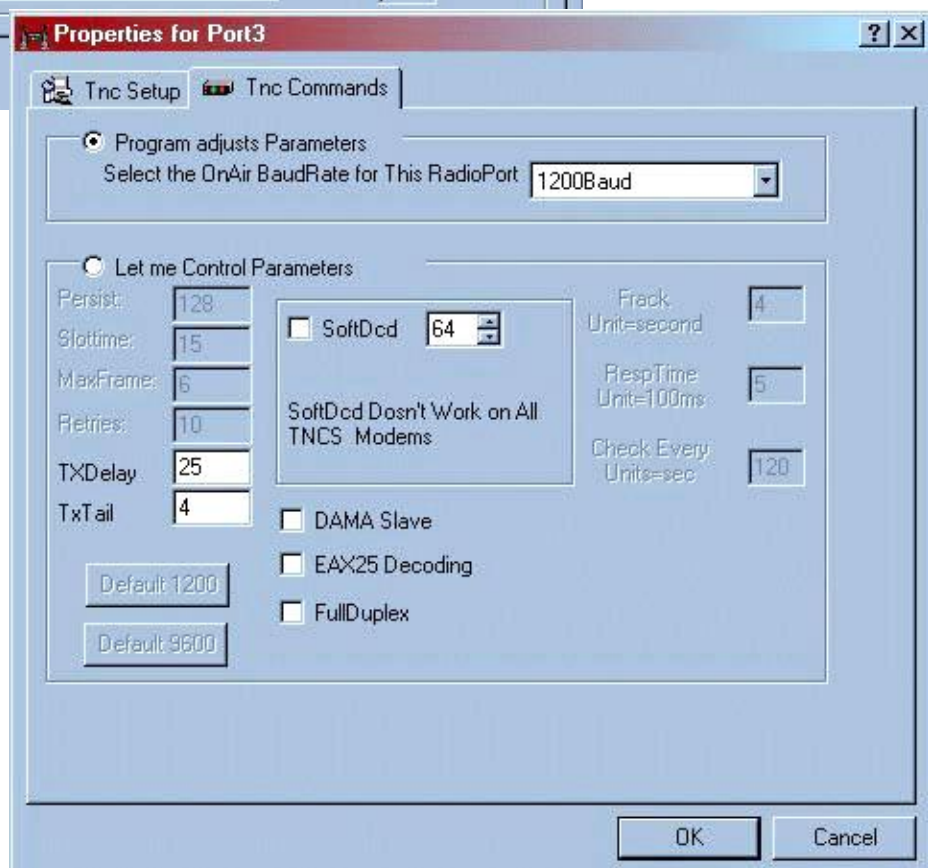 Properties for Port3
Tnc Setup
Tnc Commands
Program adjusts Parameters
Select the OnAir BaudRate for This RadioPort
1200Baud
Let me Control Parameters
Persist: 128
Slottime: 15
MaxFrame: 6
Retries: 10
TXDelay 25
TxTail 4
Default 1200
Default 9600
SoftDcd 64
SoftDcd Dosn't Work on All
TNCS Modems
DAMA Slave
EAX25 Decoding
FullDuplex
Frack
Unit=second
4
RespTime
Unit=100ms
5
Check Every
Units=sec
120
OK
Cancel